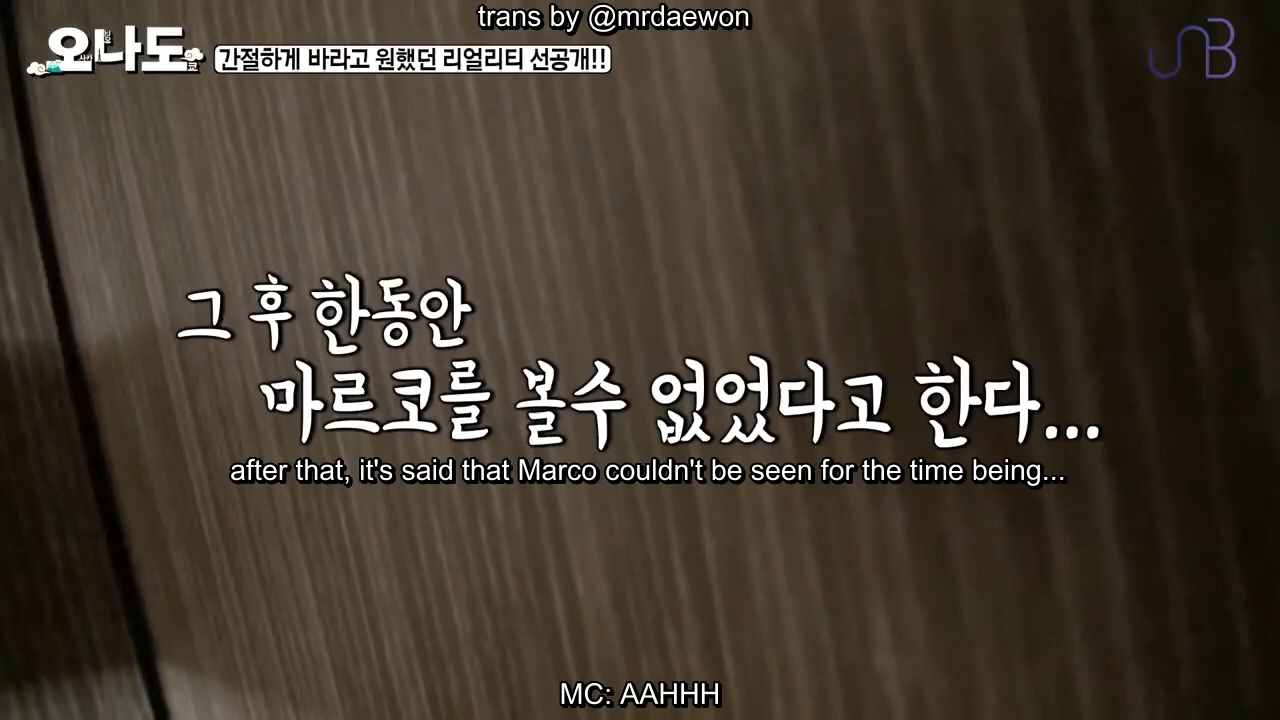 trans by @mrdaewon
오나도
간절하게 바라고 원했던 리얼리티 선공개!!
UNB
그 후 한동안
마르코를 볼수 없었다고 한다...
after that, it's said that Marco couldn't be seen for the time being...
MC: AAHHH